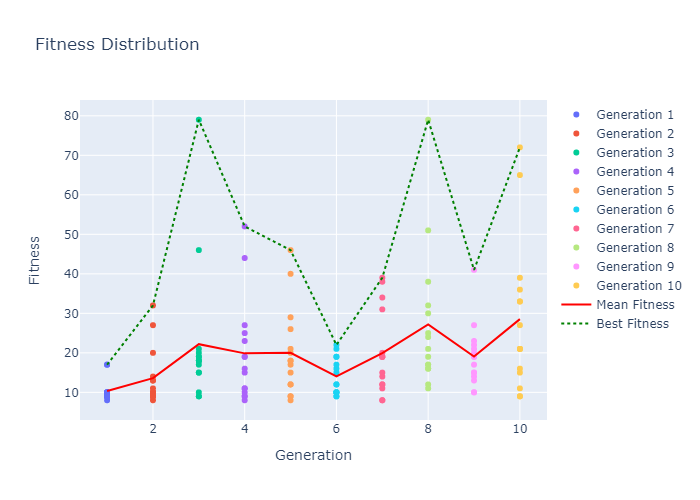 Fitness Distribution
80
70
60
50
40
30
20
10
Fitness
2
4
6
8
10
Generation
Generation 1
Generation 2
Generation 3
Generation 4
Generation 5
Generation 6
Generation 7
Generation 8
Generation 9
Generation 10
Mean Fitness
Best Fitness